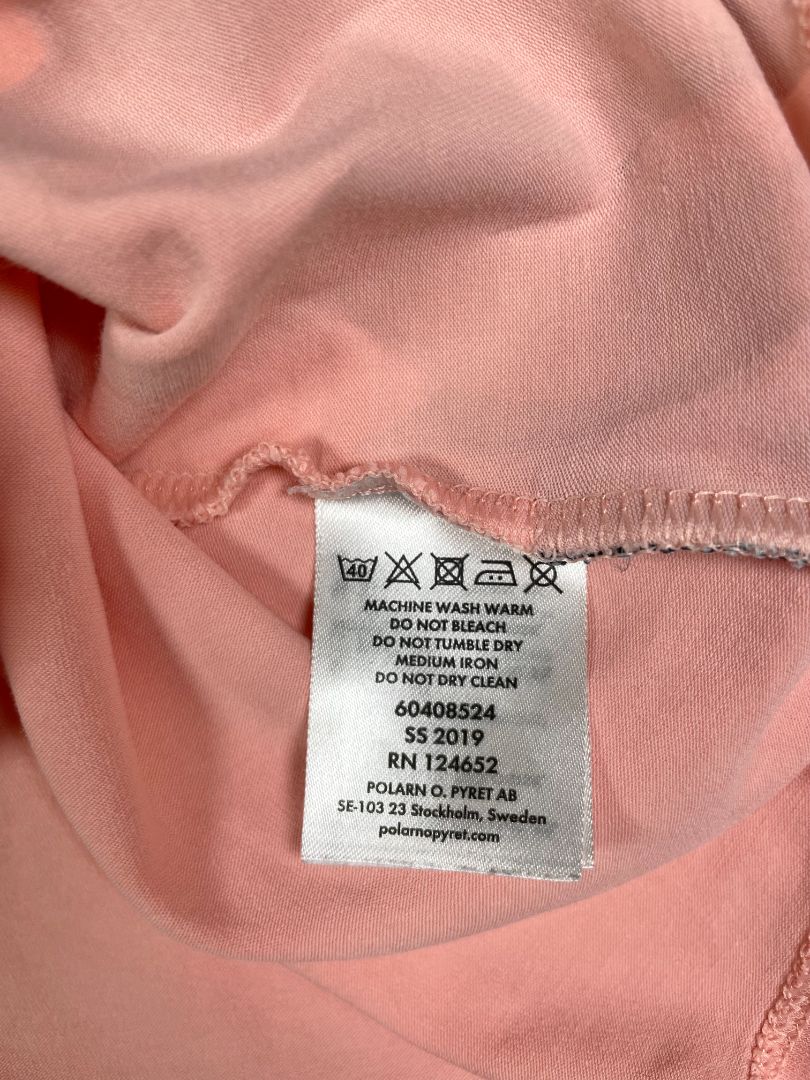 40
MACHINE WASH WARM
DO NOT BLEACH
DO NOT TUMBLE DRY
MEDIUM IRON
DO NOT DRY CLEAN
60408524
SS 2019
RN 124652
POLARN O. PYRET AB
SE-103 23 Stockholm, Sweden
polarnopyret.com